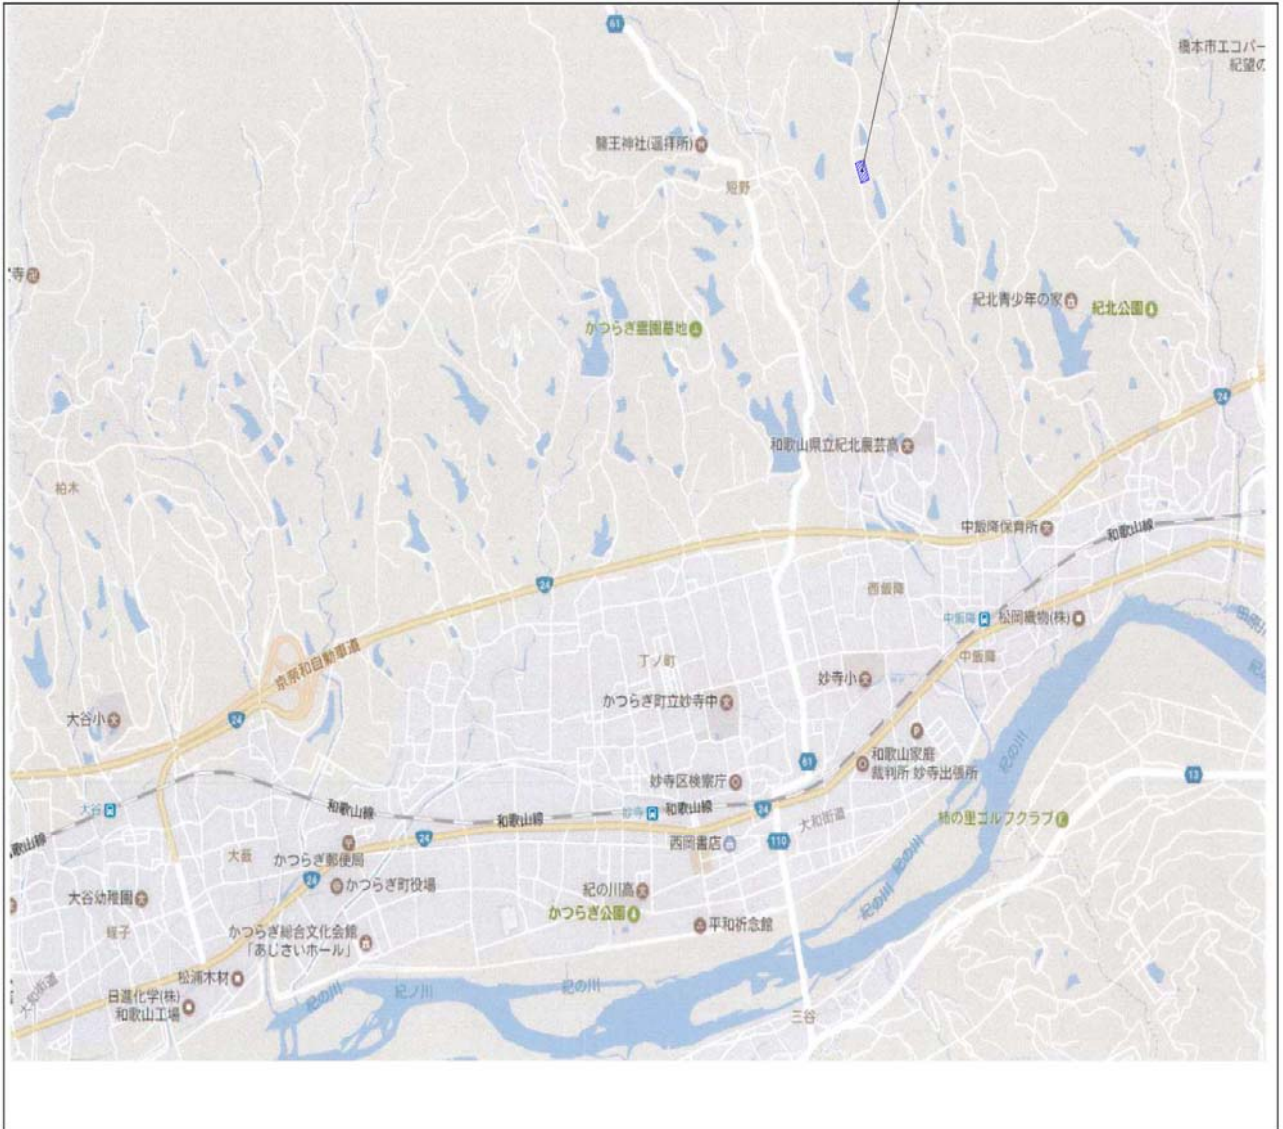 61
橋本市エコパー
紀望の
醫王神社(遥拝所)
短野
寺
紀北青少年の家
紀北公園
かつらぎ霊園墓地
24
和歌山県立紀北農芸高
柏木
中飯降保育所
和歌山線
24
西飯降
中飯降
松岡織物(株)
丁ノ町
中飯降
京奈和自動車道
妙寺小
かつらぎ町立妙寺中
大谷小
24
和歌山家庭
裁判所 妙寺出張所
紀の川
61
妙寺区検察庁
13
大谷
和歌山線
和歌山線
妙寺
和歌山線
24
大和街道
柿の里ゴルフクラブ
歌山線
24
西岡書店
110
大藪
かつらぎ郵便局
紀の川
24
かつらぎ町役場
紀の川高
大谷幼稚園
紀の川
かつらぎ公園
平和祈念館
かつらぎ総合文化会館
「あじさいホール」
松浦木材
大和街道
紀の川
紀ノ川
紀の川
日進化学(株)
和歌山工場
三谷